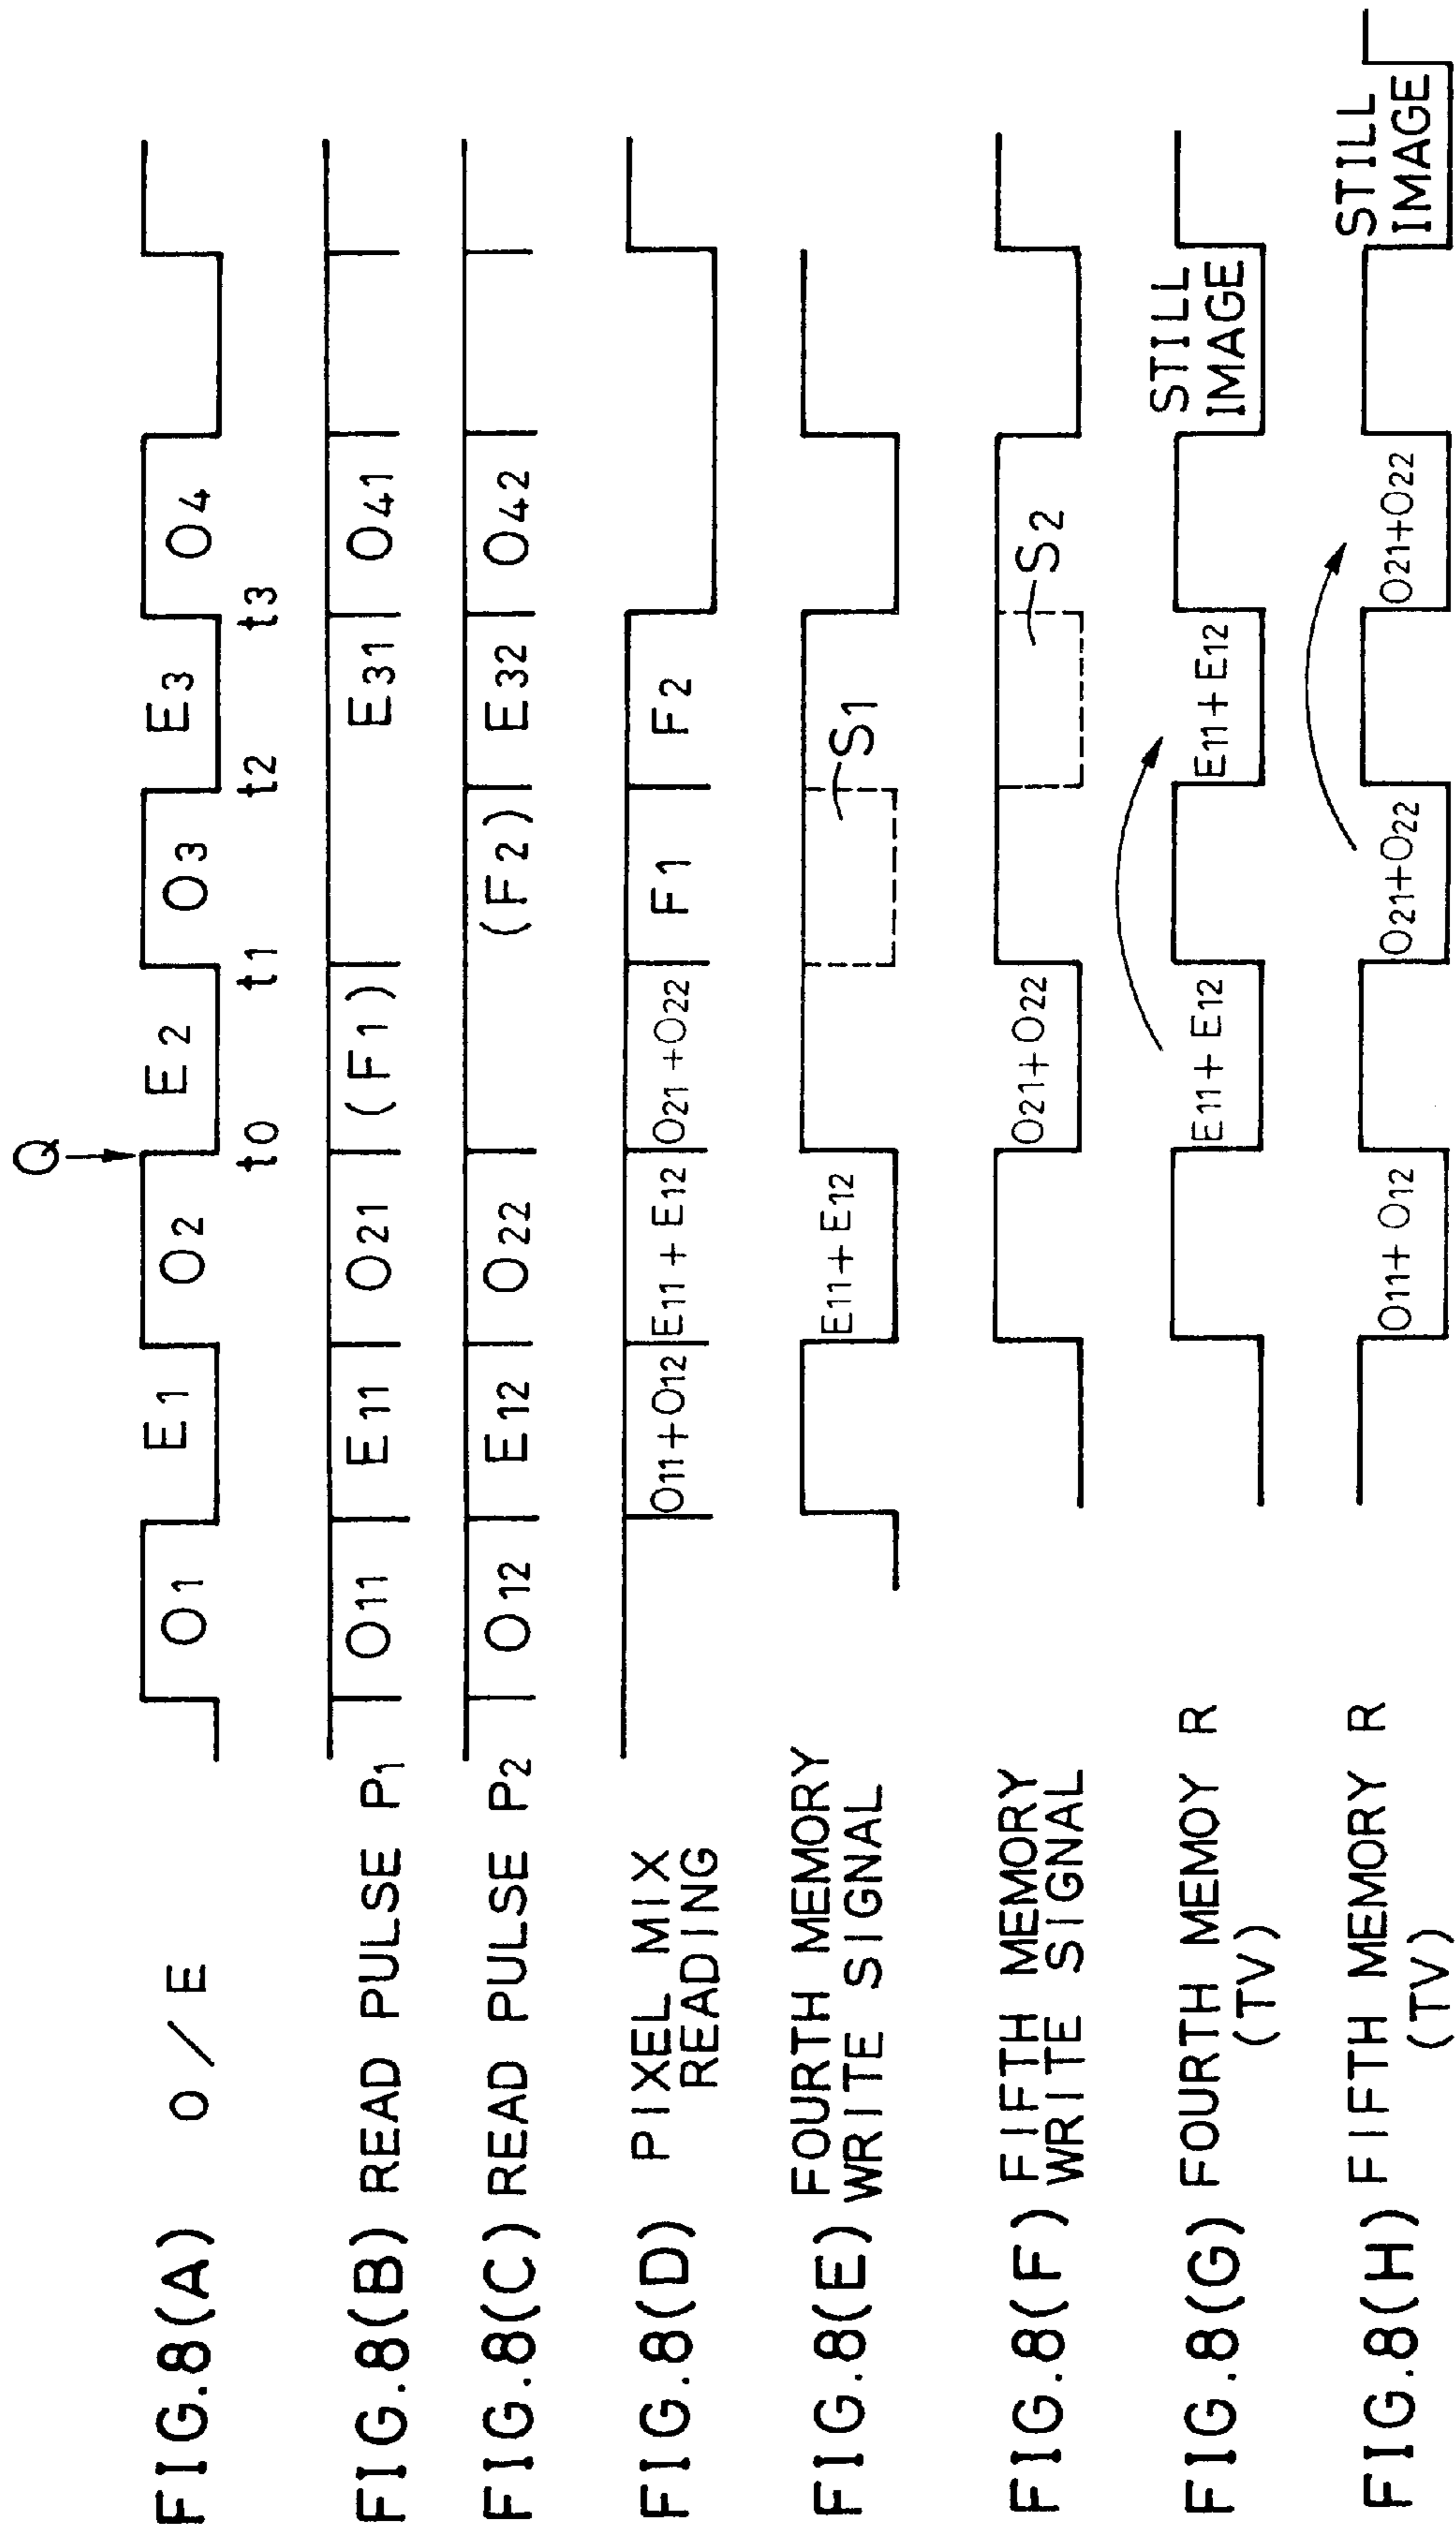 Q
FIG.8(A) O/E O1 E1 O2 E2 O3 E3 O4
t0 t1 t2 t3
FIG.8(B) READ PULSE P1 O11 E11 O21 (F1) E31 O41
FIG.8(C) READ PULSE P2 O12 E12 O22 (F2) E32 O42
FIG.8(D) PIXEL MIX READING O11+O12 E11+E12 O21+O22 F1 F2
FIG.8(E) FOURTH MEMORY WRITE SIGNAL E11+E12 S1
FIG.8(F) FIFTH MEMORY WRITE SIGNAL O21+O22 S2
FIG.8(G) FOURTH MEMOY R (TV) E11+E12 E11+E12 STILL IMAGE
FIG.8(H) FIFTH MEMORY R (TV) O11+O12 O21+O22 O21+O22 STILL IMAGE